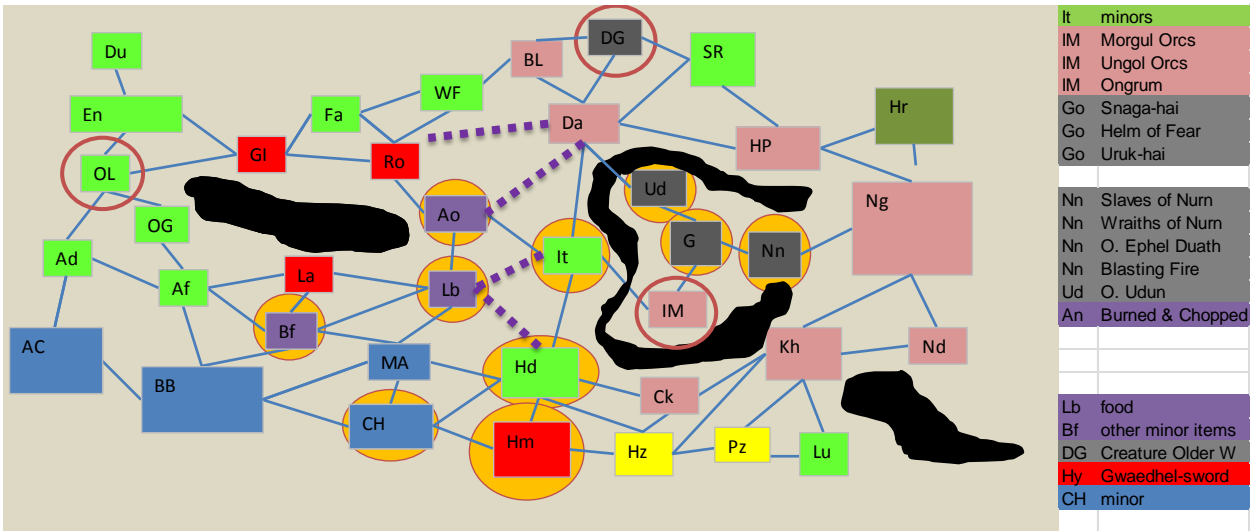 Du
En
OL
OG
Ad
Af
AC
BB
GI
Fa
WF
Ro
BL
DG
SR
Da
HP
Hr
Ng
Ao
Lb
La
Bf
MA
CH
It
Ud
G
Nn
IM
Hd
Hm
Ck
Hz
Pz
Lu
Kh
Nd
It minors
IM Morgul Orcs
IM Ungol Orcs
IM Ongrum
Go Snaga-hai
Go Helm of Fear
Go Uruk-hai
Nn Slaves of Nurn
Nn Wraiths of Nurn
Nn O. Ephel Duath
Nn Blasting Fire
Ud O. Udun
An Burned & Chopped
Lb food
Bf other minor items
DG Creature Older W
Hy Gwaedhel-sword
CH minor